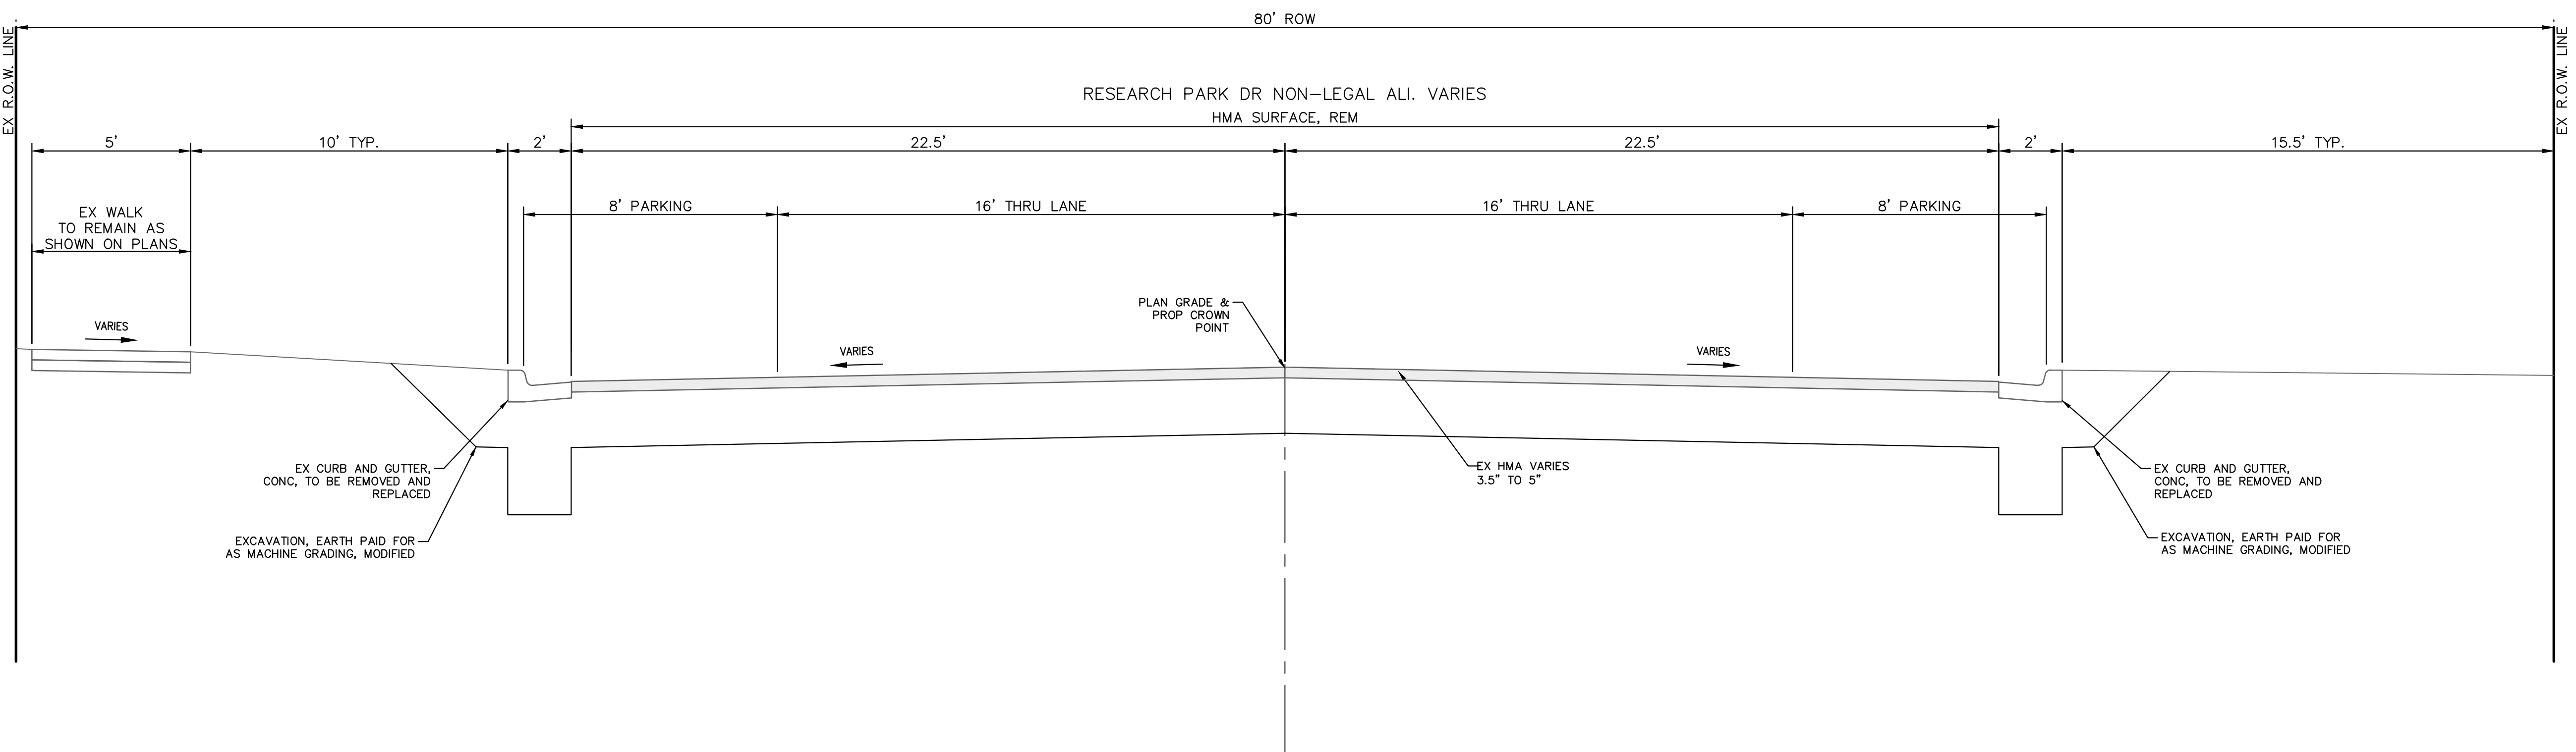 80' ROW
EX R.O.W. LINE
EX R.O.W. LINE
RESEARCH PARK DR NON-LEGAL ALI. VARIES
HMA SURFACE, REM
5'
10' TYP.
2'
22.5'
22.5'
2'
15.5' TYP.
EX WALK
TO REMAIN AS
SHOWN ON PLANS
8' PARKING
16' THRU LANE
16' THRU LANE
8' PARKING
PLAN GRADE &
PROP CROWN
POINT
VARIES
VARIES
VARIES
EX CURB AND GUTTER,
CONC, TO BE REMOVED AND
REPLACED
EX HMA VARIES
3.5" TO 5"
EX CURB AND GUTTER,
CONC, TO BE REMOVED AND
REPLACED
EXCAVATION, EARTH PAID FOR
AS MACHINE GRADING, MODIFIED
EXCAVATION, EARTH PAID FOR
AS MACHINE GRADING, MODIFIED